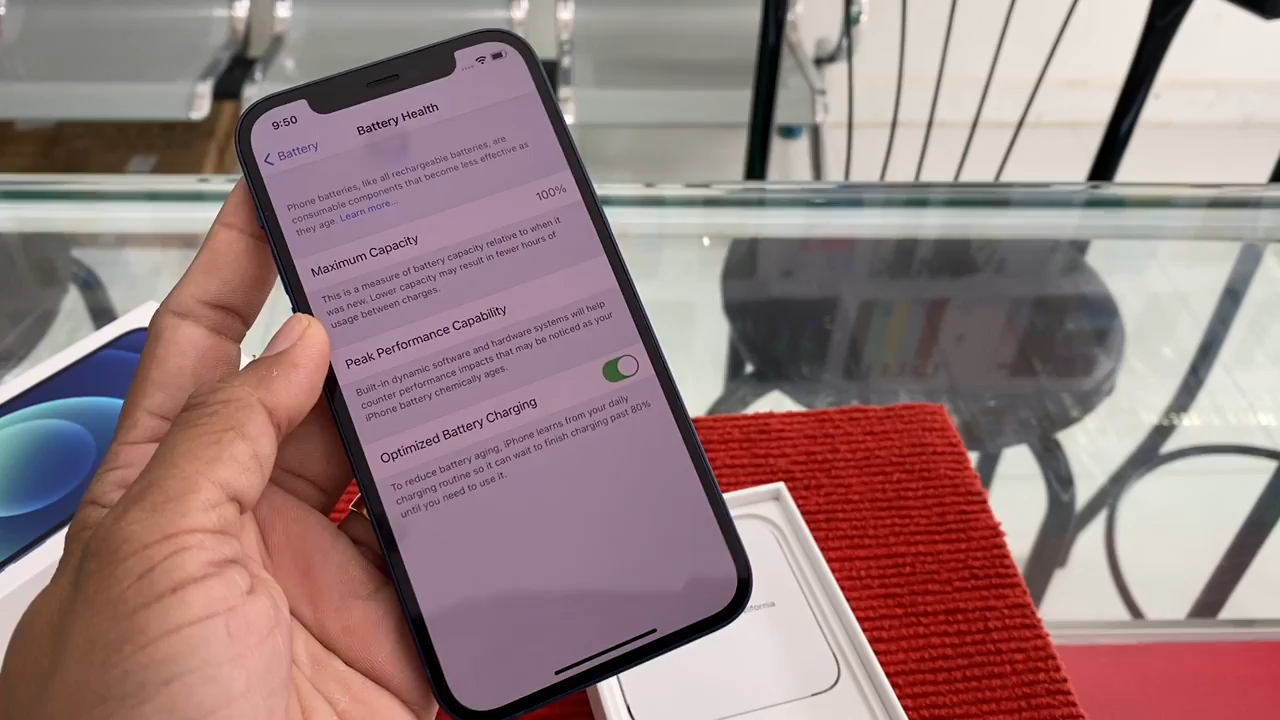 9:50
Battery
Battery Health
Phone batteries, like all rechargeable batteries, are
consumable components that become less effective as
they age. Learn more...
Maximum Capacity 100%
This is a measure of battery capacity relative to when it
was new. Lower capacity may result in fewer hours of
usage between charges.
Peak Performance Capability
Built-in dynamic software and hardware systems will help
counter performance impacts that may be noticed as your
iPhone battery chemically ages.
Optimized Battery Charging
To reduce battery aging, iPhone learns from your daily
charging routine so it can wait to finish charging past 80%
until you need to use it.